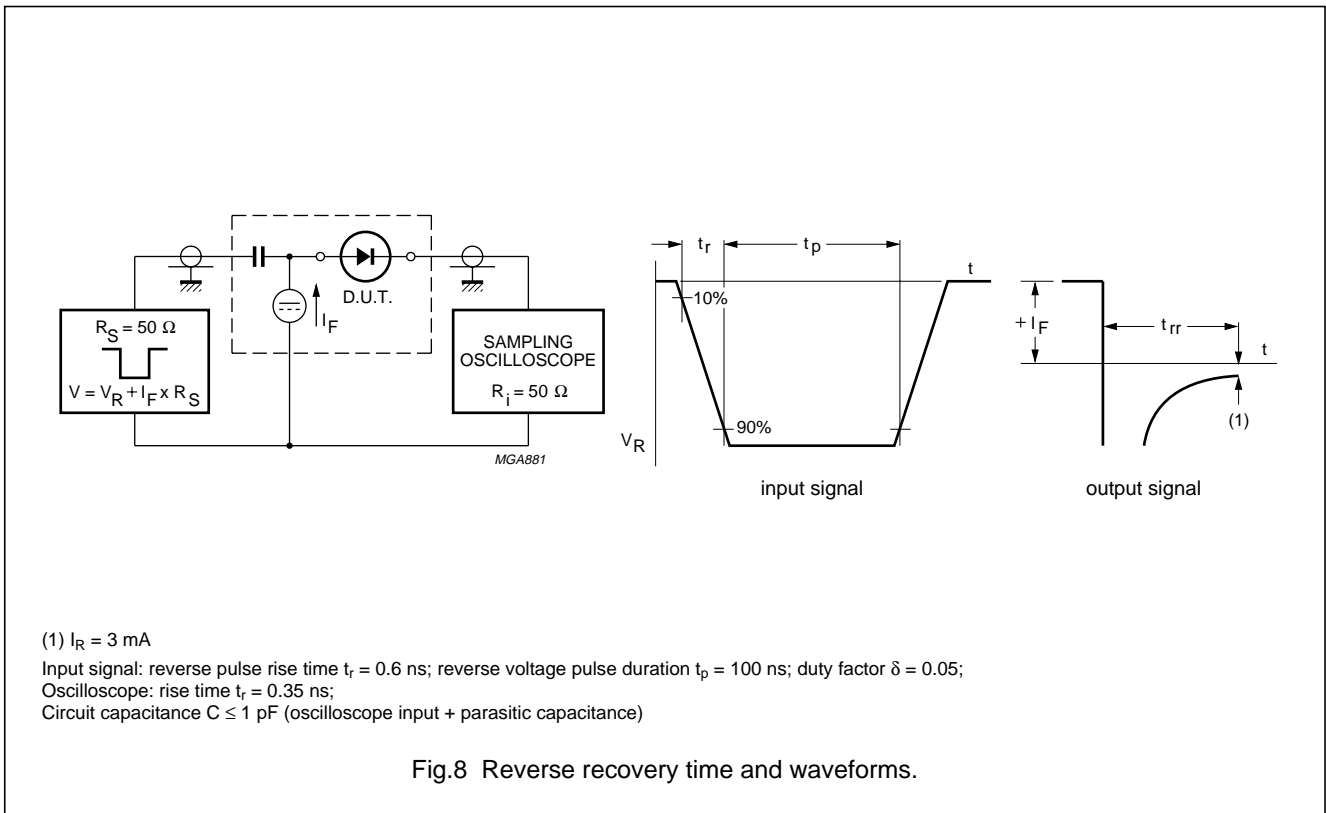 D.U.T.
I_F
R_S = 50 Ω
V = V_R + I_F x R_S
SAMPLING
OSCILLOSCOPE
R_i = 50 Ω
MGA881
t_r
t_p
t
10%
90%
V_R
input signal
+ I_F
t_rr
t
(1)
output signal
(1) I_R = 3 mA
Input signal: reverse pulse rise time t_r = 0.6 ns; reverse voltage pulse duration t_p = 100 ns; duty factor δ = 0.05;
Oscilloscope: rise time t_r = 0.35 ns;
Circuit capacitance C ≤ 1 pF (oscilloscope input + parasitic capacitance)
Fig.8 Reverse recovery time and waveforms.